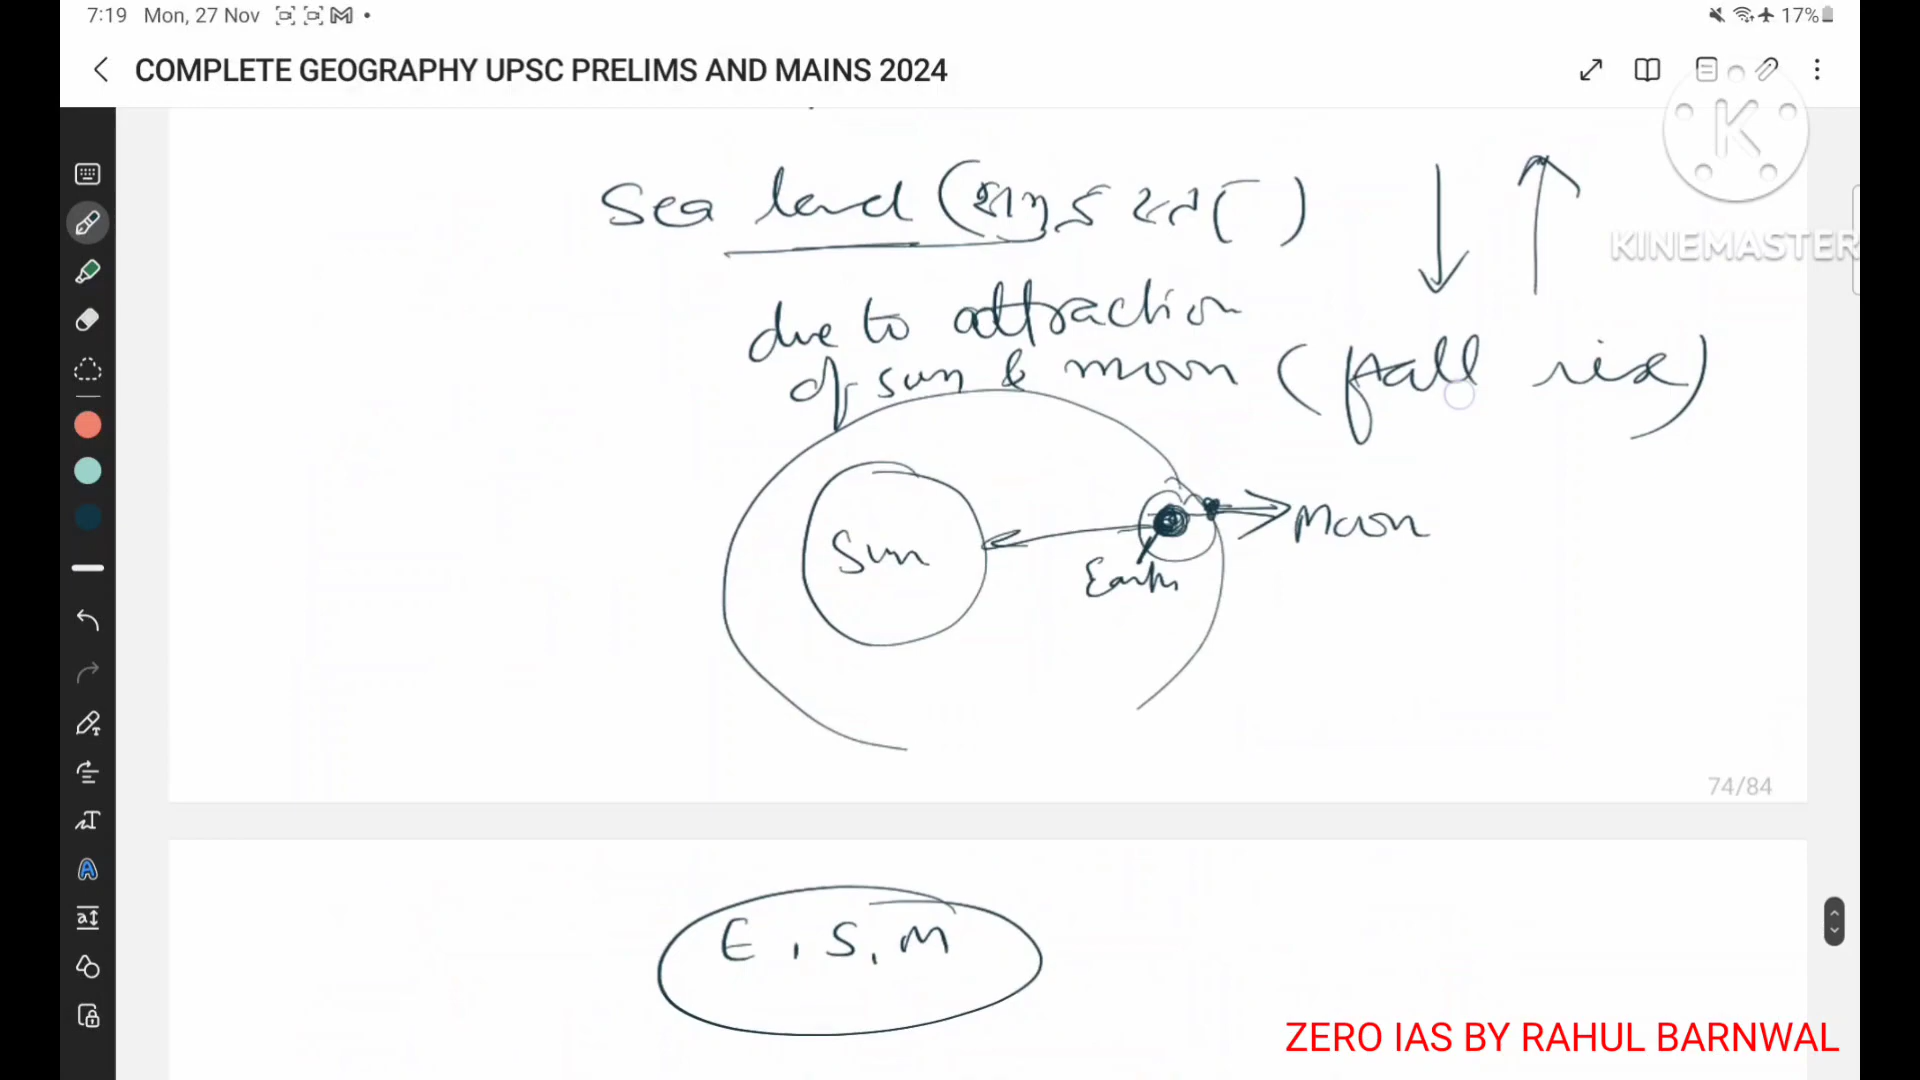 7:19 Mon, 27 Nov
17%
COMPLETE GEOGRAPHY UPSC PRELIMS AND MAINS 2024
KINEMASTER
Sea level (
due to attraction
of sun & moon (fall rise)
Sun
Moon
Earth
74/84
E, S, M
ZERO IAS BY RAHUL BARNWAL